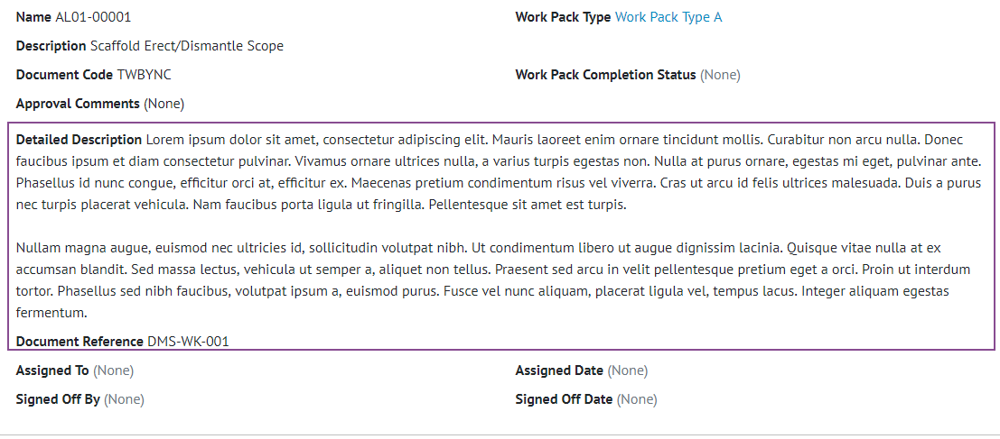 Name AL01-00001 Work Pack Type Work Pack Type A
Description Scaffold Erect/Dismantle Scope
Document Code TWBYNC Work Pack Completion Status (None)
Approval Comments (None)
Detailed Description Lorem ipsum dolor sit amet, consectetur adipiscing elit. Mauris laoreet enim ornare tincidunt mollis. Curabitur non arcu nulla. Donec
faucibus ipsum et diam consectetur pulvinar. Vivamus ornare ultrices nulla, a varius turpis egestas non. Nulla at purus ornare, egestas mi eget, pulvinar ante.
Phasellus id nunc congue, efficitur orci at, efficitur ex. Maecenas pretium condimentum risus vel viverra. Cras ut arcu id felis ultrices malesuada. Duis a purus
nec turpis placerat vehicula. Nam faucibus porta ligula ut fringilla. Pellentesque sit amet est turpis.
Nullam magna augue, euismod nec ultricies id, sollicitudin volutpat nibh. Ut condimentum libero ut augue dignissim lacinia. Quisque vitae nulla at ex
accumsan blandit. Sed massa lectus, vehicula ut semper a, aliquet non tellus. Praesent sed arcu in velit pellentesque pretium eget a orci. Proin ut interdum
tortor. Phasellus sed nibh faucibus, volutpat ipsum a, euismod purus. Fusce vel nunc aliquam, placerat ligula vel, tempus lacus. Integer aliquam egestas
fermentum.
Document Reference DMS-WK-001
Assigned To (None) Assigned Date (None)
Signed Off By (None) Signed Off Date (None)